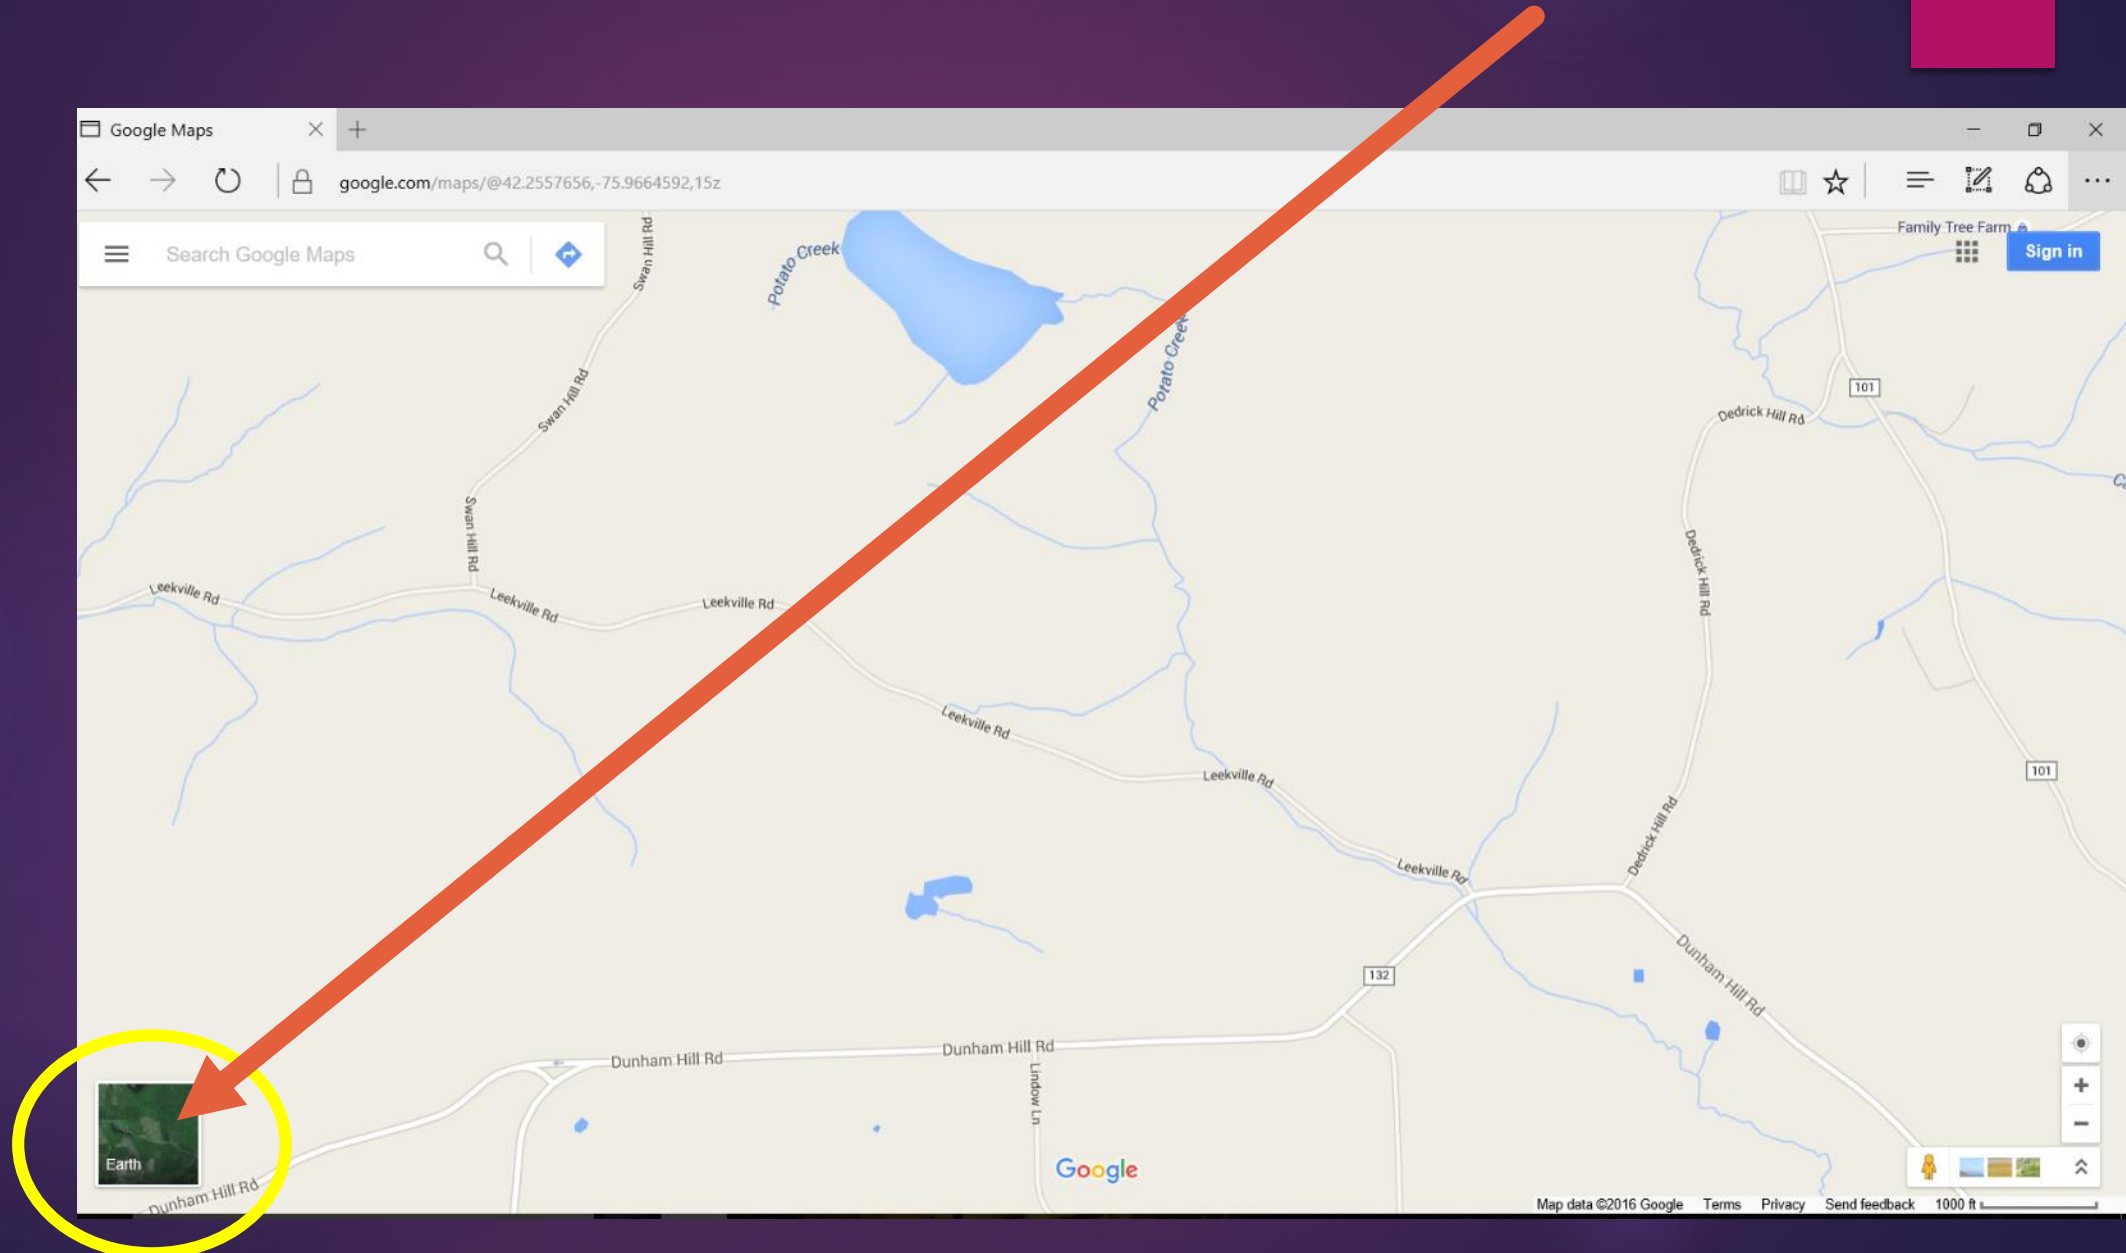 Google Maps
google.com/maps/@42.2557656,-75.9664592,15z
Search Google Maps
Sign in
Family Tree Farm
Swan Hill Rd
Potato Creek
Potato Creek
Swan Hill Rd
101
Dedrick Hill Rd
Swan Hill Rd
Dedrick Hill Rd
Leekville Rd
Leekville Rd
Leekville Rd
Leekville Rd
Leekville Rd
101
Dedrick Hill Rd
Leekville Rd
132
Dunham Hill Rd
Dunham Hill Rd
Dunham Hill Rd
Lindow Ln
Earth
Dunham Hill Rd
Google
Map data ©2016 Google Terms Privacy Send feedback 1000 ft